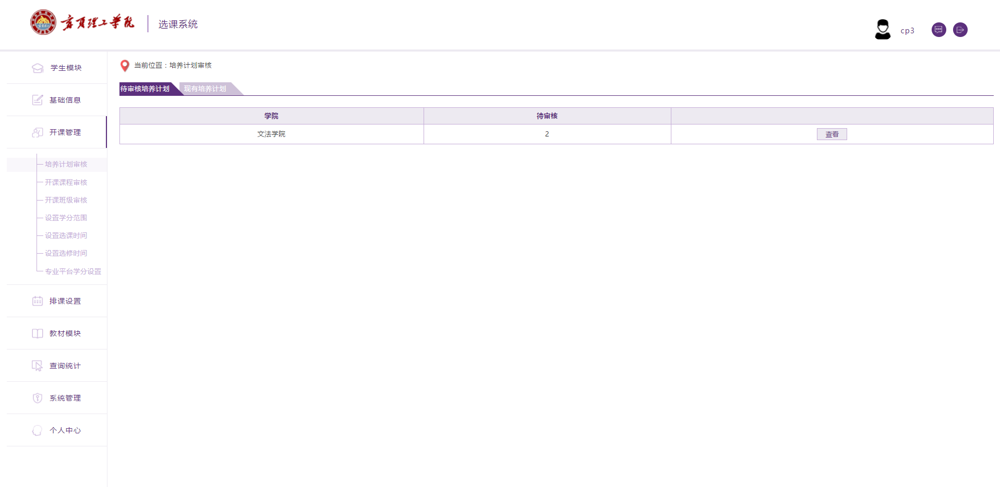 宁夏理工学院
选课系统
cp3
学生模块
基础信息
开课管理
培养计划审核
开课课程审核
开课班级审核
设置学分范围
设置选课时间
设置选修时间
专业平台学分设置
排课设置
教材模块
查询统计
系统管理
个人中心
当前位置：培养计划审核
待审核培养计划 现有培养计划
学院 待审核
文法学院 2 查看